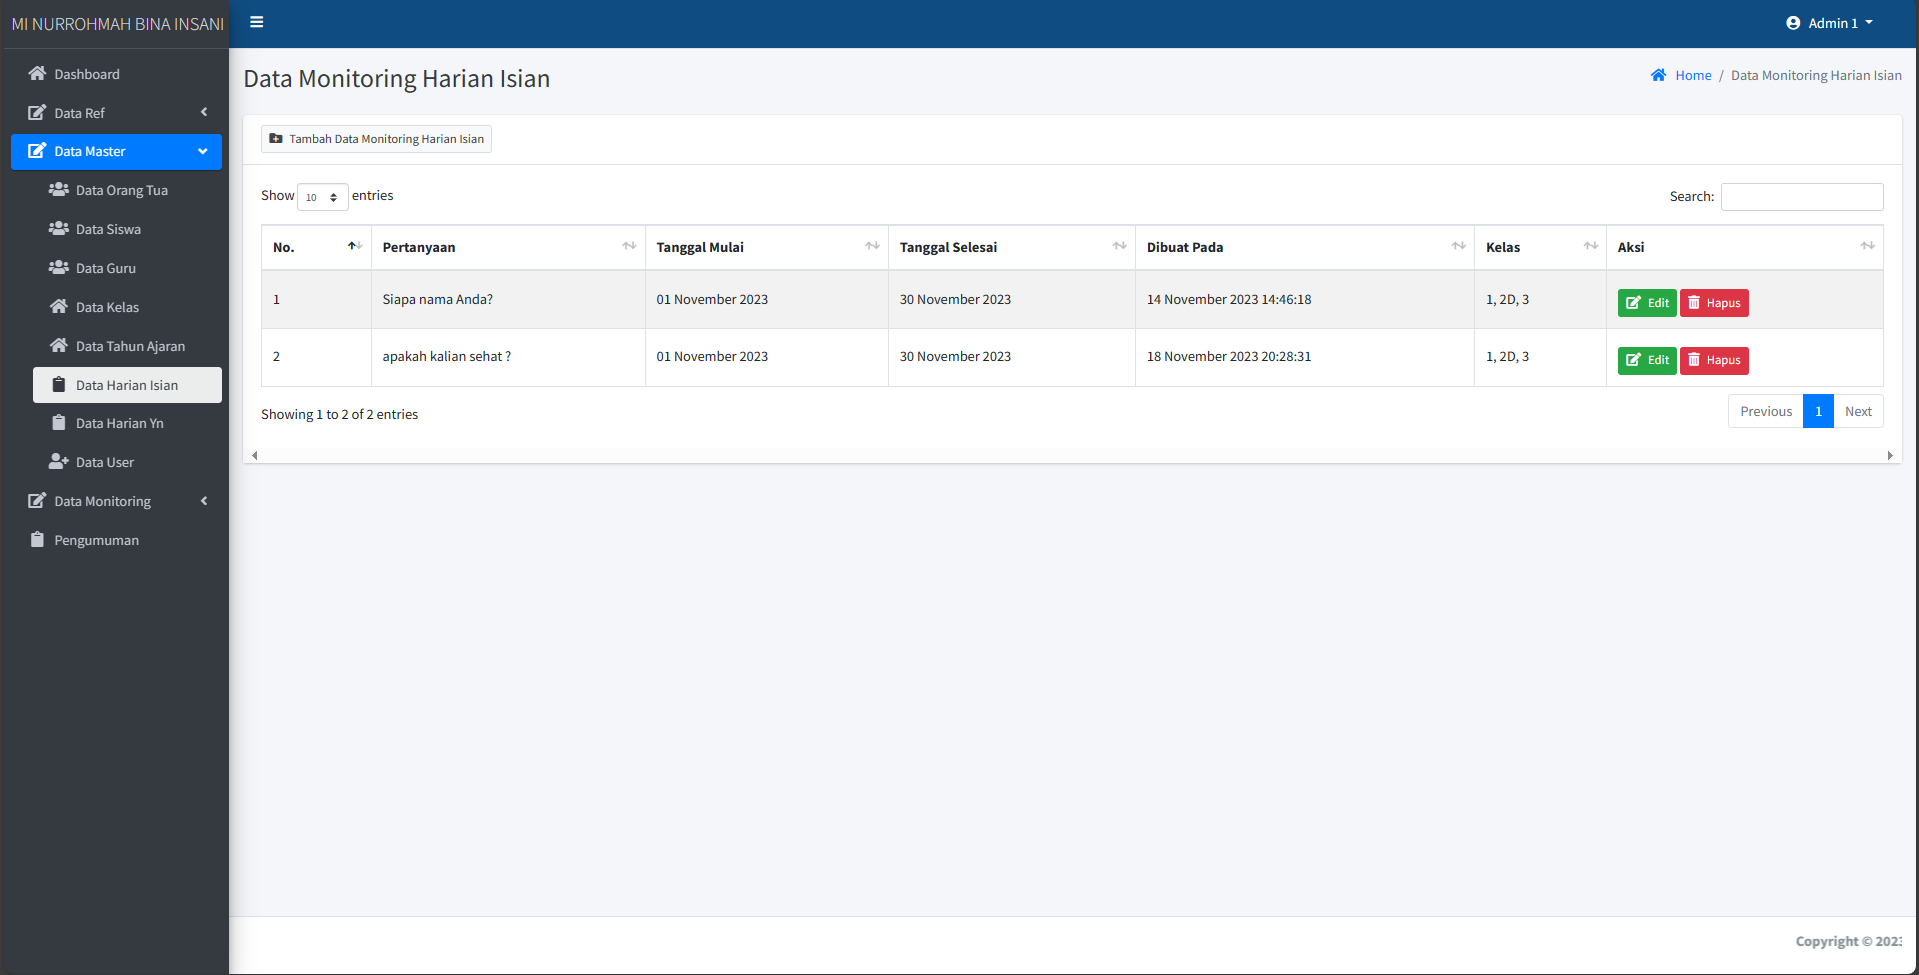 MI NURROHMAH BINA INSANI
Admin 1
Dashboard
Data Ref
Data Master
Data Orang Tua
Data Siswa
Data Guru
Data Kelas
Data Tahun Ajaran
Data Harian Isian
Data Harian Yn
Data User
Data Monitoring
Pengumuman
Data Monitoring Harian Isian
Home / Data Monitoring Harian Isian
Tambah Data Monitoring Harian Isian
Show 10 entries
Search:
No. Pertanyaan Tanggal Mulai Tanggal Selesai Dibuat Pada Kelas Aksi
1 Siapa nama Anda? 01 November 2023 30 November 2023 14 November 2023 14:46:18 1, 2D, 3 Edit Hapus
2 apakah kalian sehat ? 01 November 2023 30 November 2023 18 November 2023 20:28:31 1, 2D, 3 Edit Hapus
Showing 1 to 2 of 2 entries
Previous 1 Next
Copyright © 2023